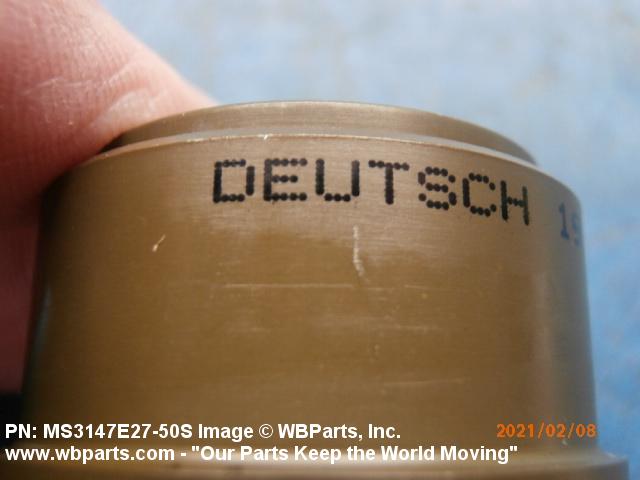 DEUTSCH
PN: MS3147E27-50S Image © WBParts, Inc.
2021/02/08
www.wbparts.com - "Our Parts Keep the World Moving"